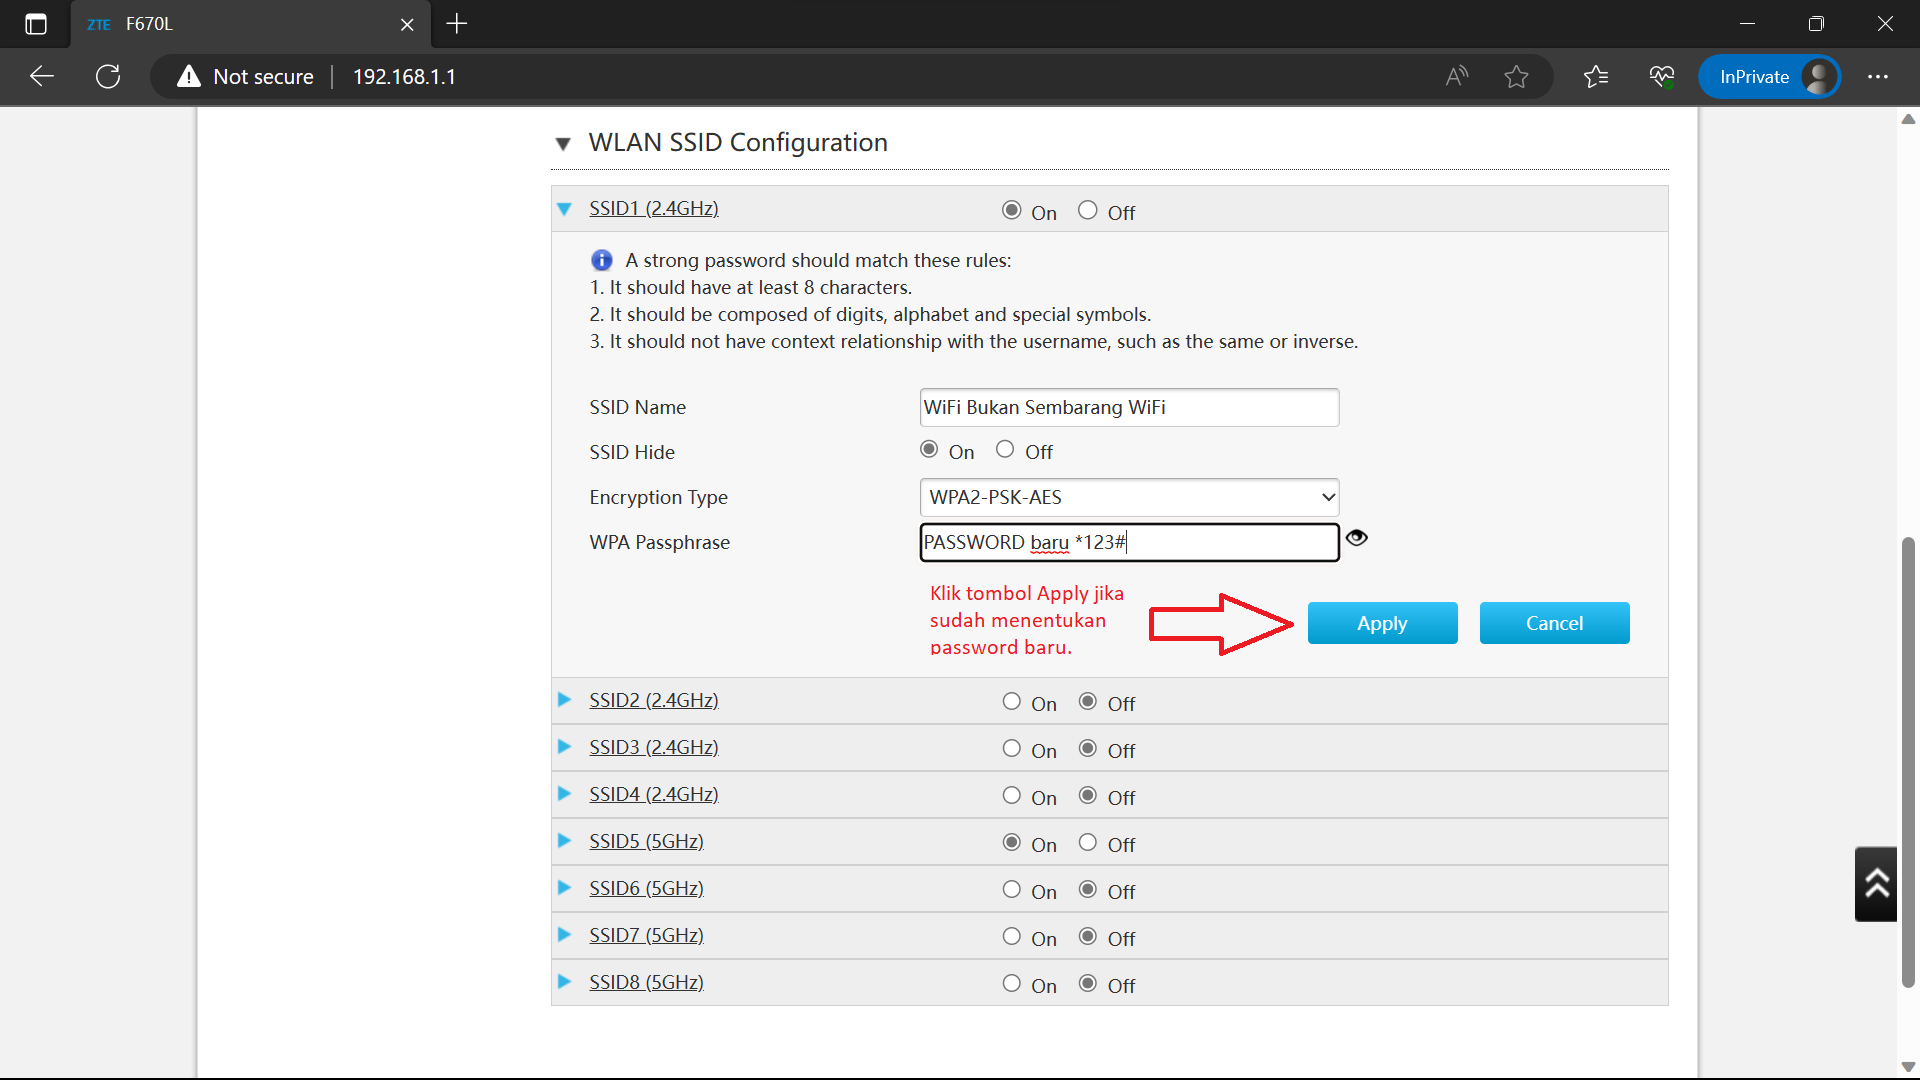 ZTE F670L
Not secure 192.168.1.1
InPrivate
WLAN SSID Configuration
SSID1 (2.4GHz) On Off
A strong password should match these rules:
1. It should have at least 8 characters.
2. It should be composed of digits, alphabet and special symbols.
3. It should not have context relationship with the username, such as the same or inverse.
SSID Name WiFi Bukan Sembarang WiFi
SSID Hide On Off
Encryption Type WPA2-PSK-AES
WPA Passphrase PASSWORD baru *123#
Klik tombol Apply jika
sudah menentukan
password baru.
Apply Cancel
SSID2 (2.4GHz) On Off
SSID3 (2.4GHz) On Off
SSID4 (2.4GHz) On Off
SSID5 (5GHz) On Off
SSID6 (5GHz) On Off
SSID7 (5GHz) On Off
SSID8 (5GHz) On Off